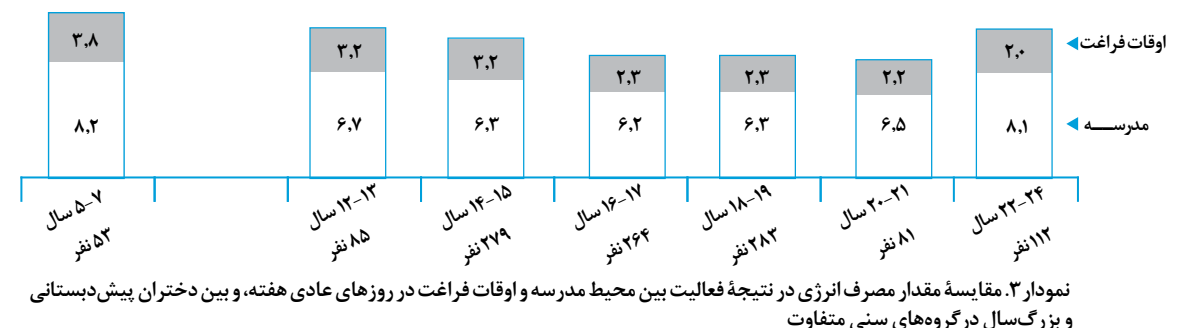 اوقات فراغت
۳,۸ ۳,۲ ۳,۲ ۲,۳ ۲,۳ ۲,۲ ۲,۰
مدرســـه
۸,۲ ۶,۷ ۶,۳ ۶,۲ ۶,۳ ۶,۵ ۸,۱
۵-۷ سال
۵۳ نفر
۱۲-۱۳ سال
۸۵ نفر
۱۴-۱۵ سال
۲۷۹ نفر
۱۶-۱۷ سال
۲۶۴ نفر
۱۸-۱۹ سال
۲۸۳ نفر
۲۰-۲۱ سال
۸۱ نفر
۲۲-۲۴ سال
۱۱۲ نفر
نمودار ۳. مقایسهٔ مقدار مصرف انرژی در نتیجهٔ فعالیت بین محیط مدرسه و اوقات فراغت در روزهای عادی هفته، و بین دختران پیش‌دبستانی
و بزرگ‌سال در گروه‌های سنی متفاوت